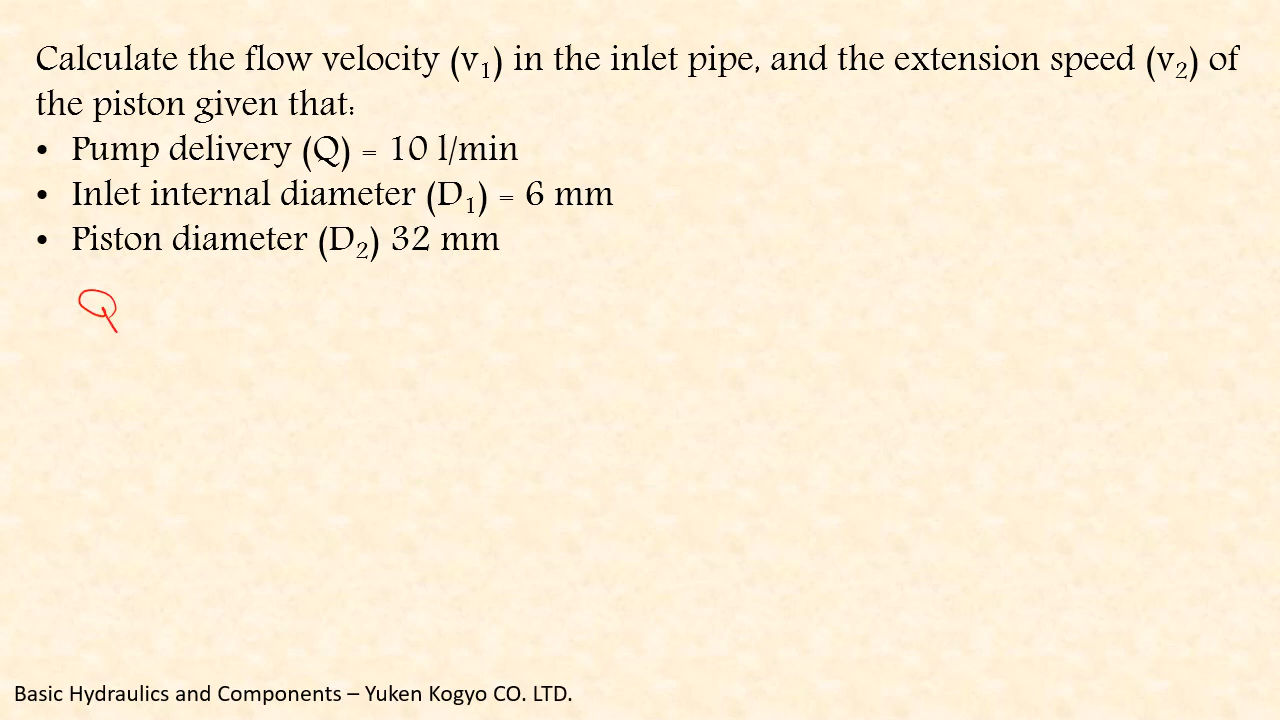 Calculate the flow velocity (v₁) in the inlet pipe, and the extension speed (v₂) of
the piston given that:
• Pump delivery (Q) = 10 l/min
• Inlet internal diameter (D₁) = 6 mm
• Piston diameter (D₂) 32 mm
Q
Basic Hydraulics and Components – Yuken Kogyo CO. LTD.